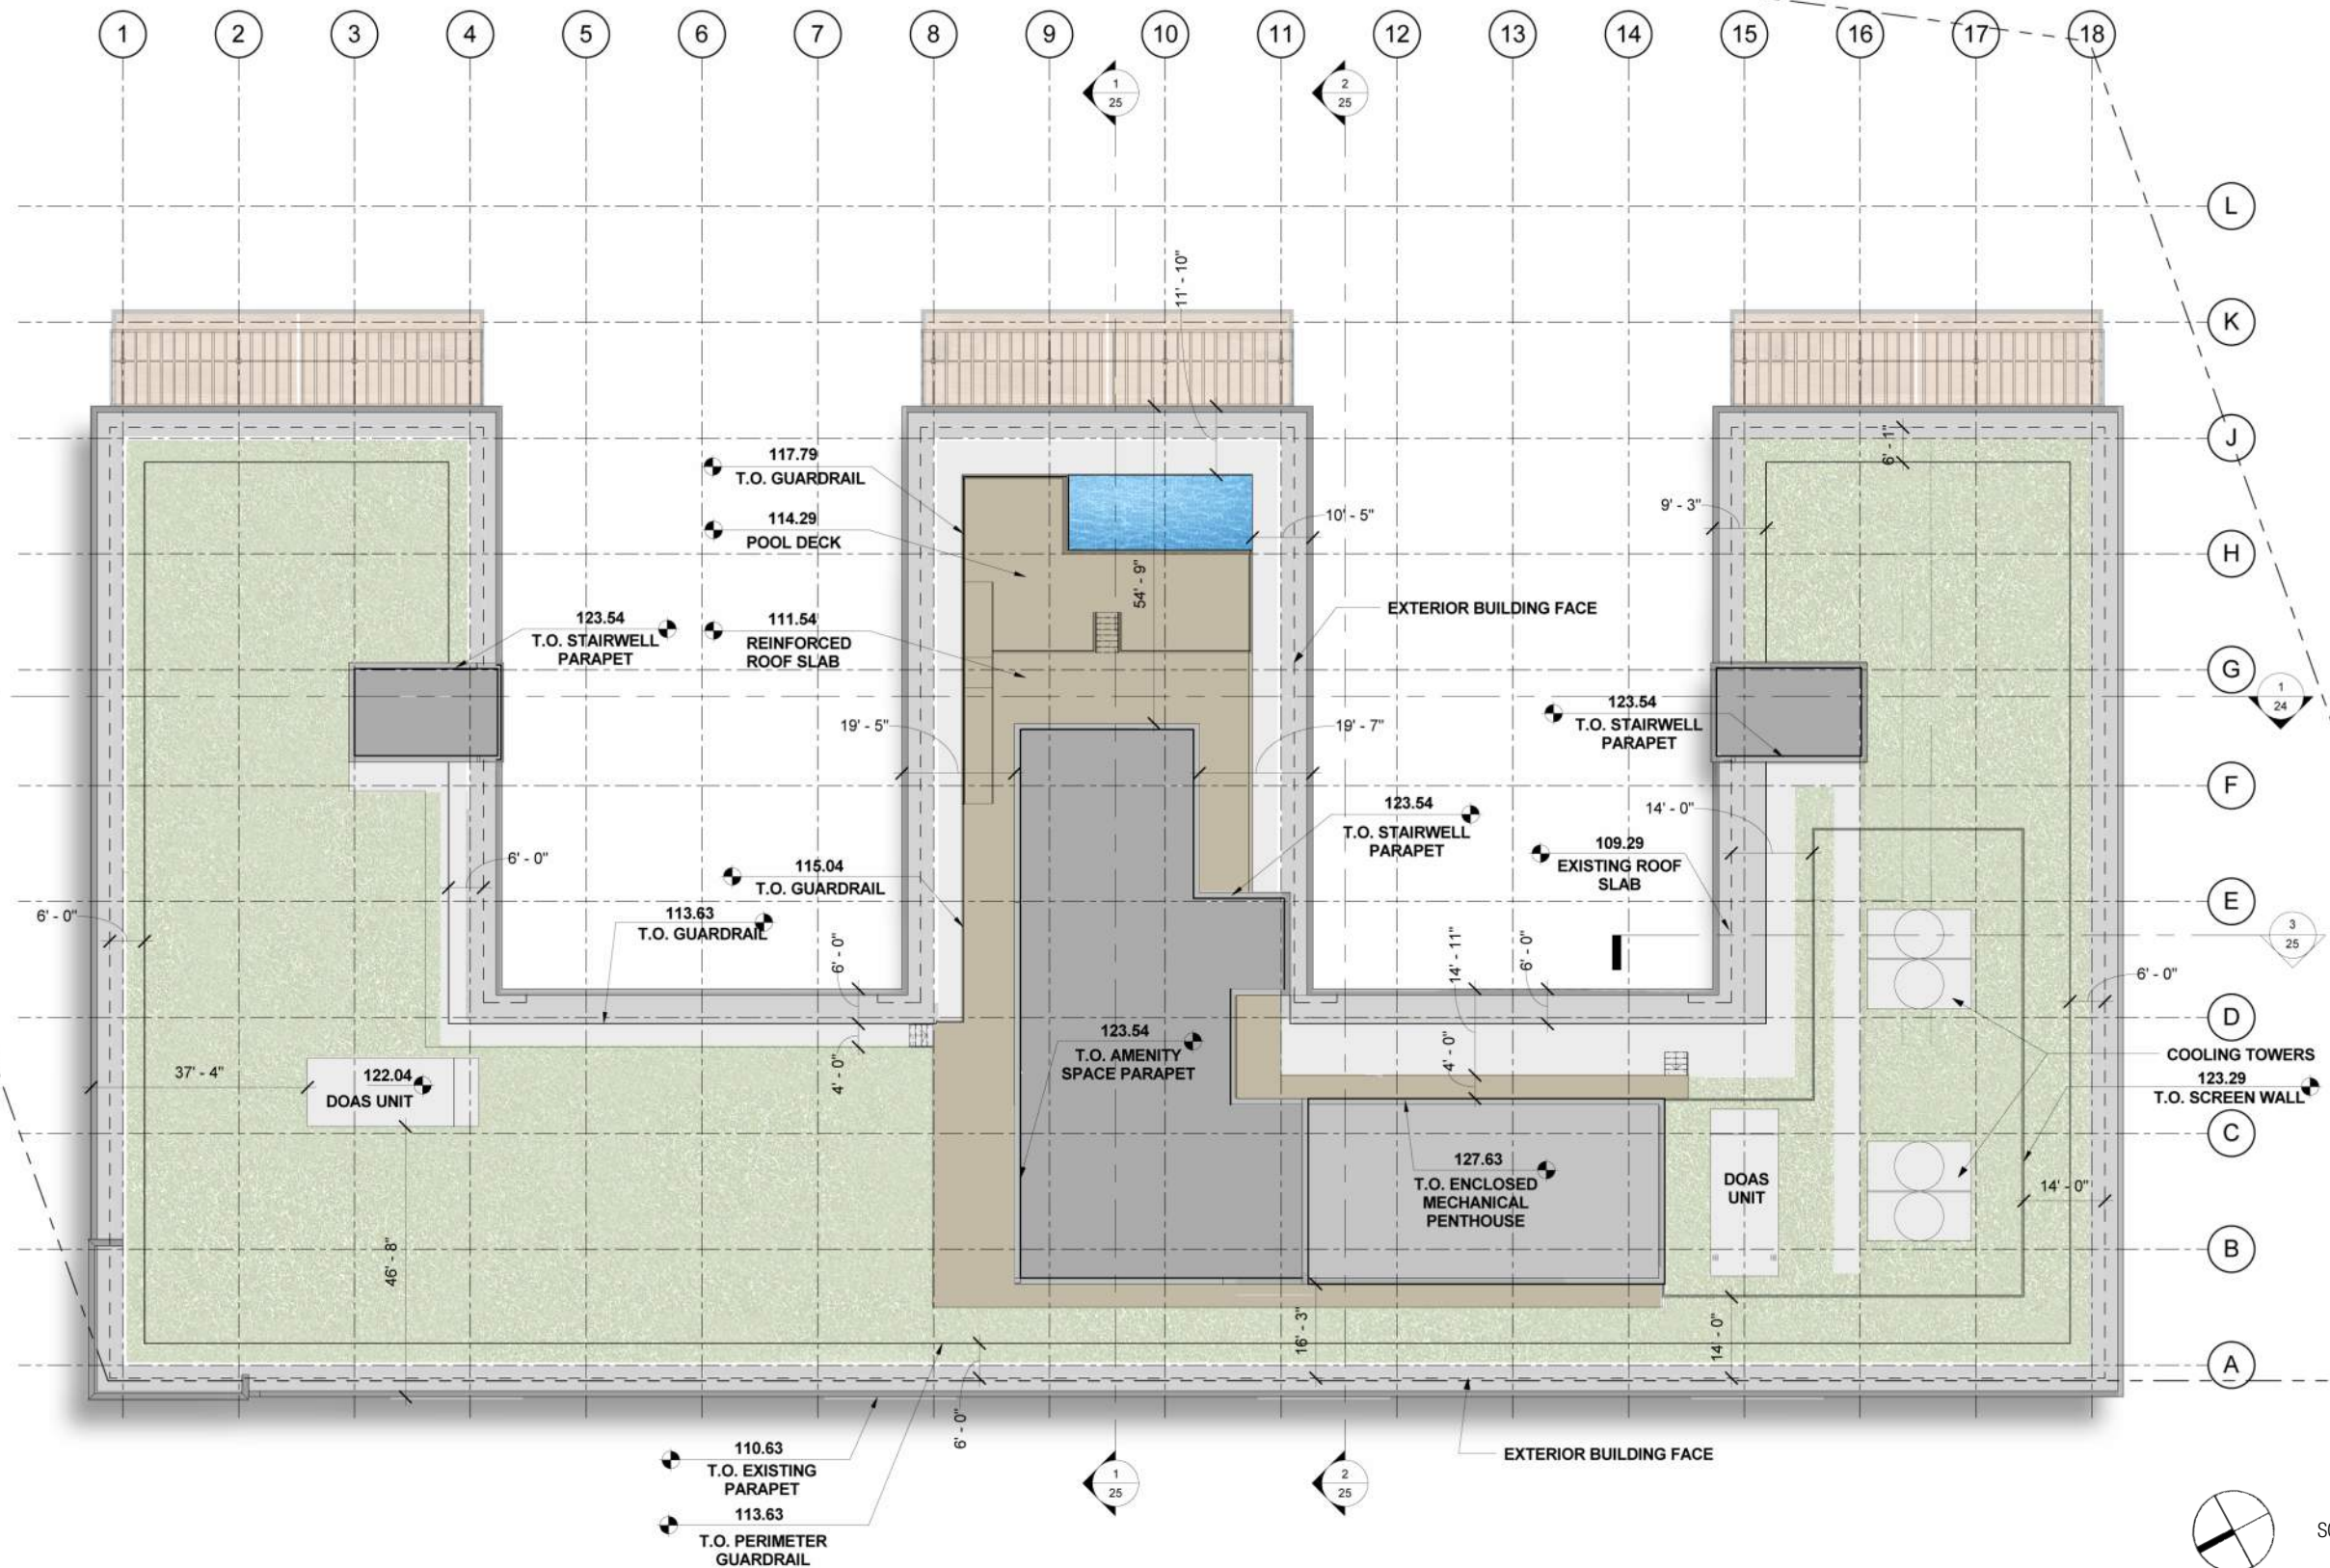 1 2 3 4 5 6 7 8 9 10 11 12 13 14 15 16 17 18
1
25
2
25
L
11' - 10"
K
J
6' - 1"
117.79
T.O. GUARDRAIL
9' - 3"
10' - 5"
114.29
POOL DECK
H
54' - 9"
EXTERIOR BUILDING FACE
123.54
T.O. STAIRWELL
PARAPET
111.54
REINFORCED
ROOF SLAB
G
1
24
123.54
T.O. STAIRWELL
PARAPET
19' - 5"
19' - 7"
F
123.54
T.O. STAIRWELL
PARAPET
14' - 0"
109.29
EXISTING ROOF
SLAB
6' - 0"
115.04
T.O. GUARDRAIL
E
6' - 0"
113.63
T.O. GUARDRAIL
3
25
6' - 0"
14' - 11"
6' - 0"
6' - 0"
D
123.54
T.O. AMENITY
SPACE PARAPET
4' - 0"
4' - 0"
COOLING TOWERS
37' - 4"
122.04
DOAS UNIT
123.29
T.O. SCREEN WALL
C
127.63
T.O. ENCLOSED
MECHANICAL
PENTHOUSE
DOAS
UNIT
14' - 0"
B
46' - 8"
16' - 3"
14' - 0"
A
6' - 0"
110.63
T.O. EXISTING
PARAPET
EXTERIOR BUILDING FACE
1
25
2
25
113.63
T.O. PERIMETER
GUARDRAIL